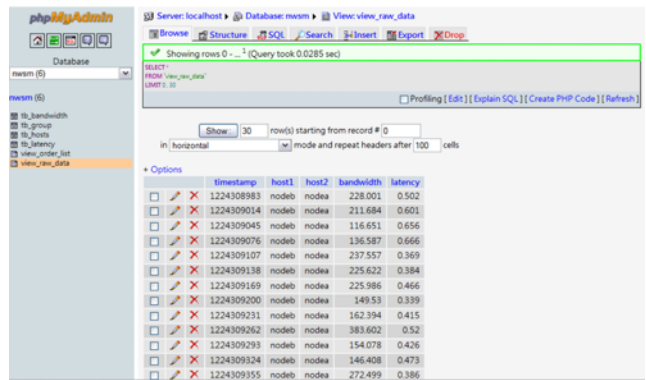 phpMyAdmin
Database
nwsm (6)
nwsm (6)
tb_bandwidth
tb_group
tb_hosts
tb_latency
view_order_list
view_raw_data
Server: localhost ▸ Database: nwsm ▸ View: view_raw_data
Browse Structure SQL Search Insert Export Drop
Showing rows 0 - ... 1 (Query took 0.0285 sec)
SELECT *
FROM `view_raw_data`
LIMIT 0, 30
Profiling [ Edit ] [ Explain SQL ] [ Create PHP Code ] [ Refresh ]
Show : 30 row(s) starting from record # 0
in horizontal mode and repeat headers after 100 cells
+ Options
timestamp host1 host2 bandwidth latency
1224308983 nodeb nodea 228.001 0.502
1224309014 nodeb nodea 211.684 0.601
1224309045 nodeb nodea 116.651 0.656
1224309076 nodeb nodea 136.587 0.666
1224309107 nodeb nodea 237.557 0.369
1224309138 nodeb nodea 225.622 0.384
1224309169 nodeb nodea 225.986 0.466
1224309200 nodeb nodea 149.53 0.339
1224309231 nodeb nodea 162.394 0.415
1224309262 nodeb nodea 383.602 0.52
1224309293 nodeb nodea 154.078 0.426
1224309324 nodeb nodea 146.408 0.473
1224309355 nodeb nodea 272.499 0.386